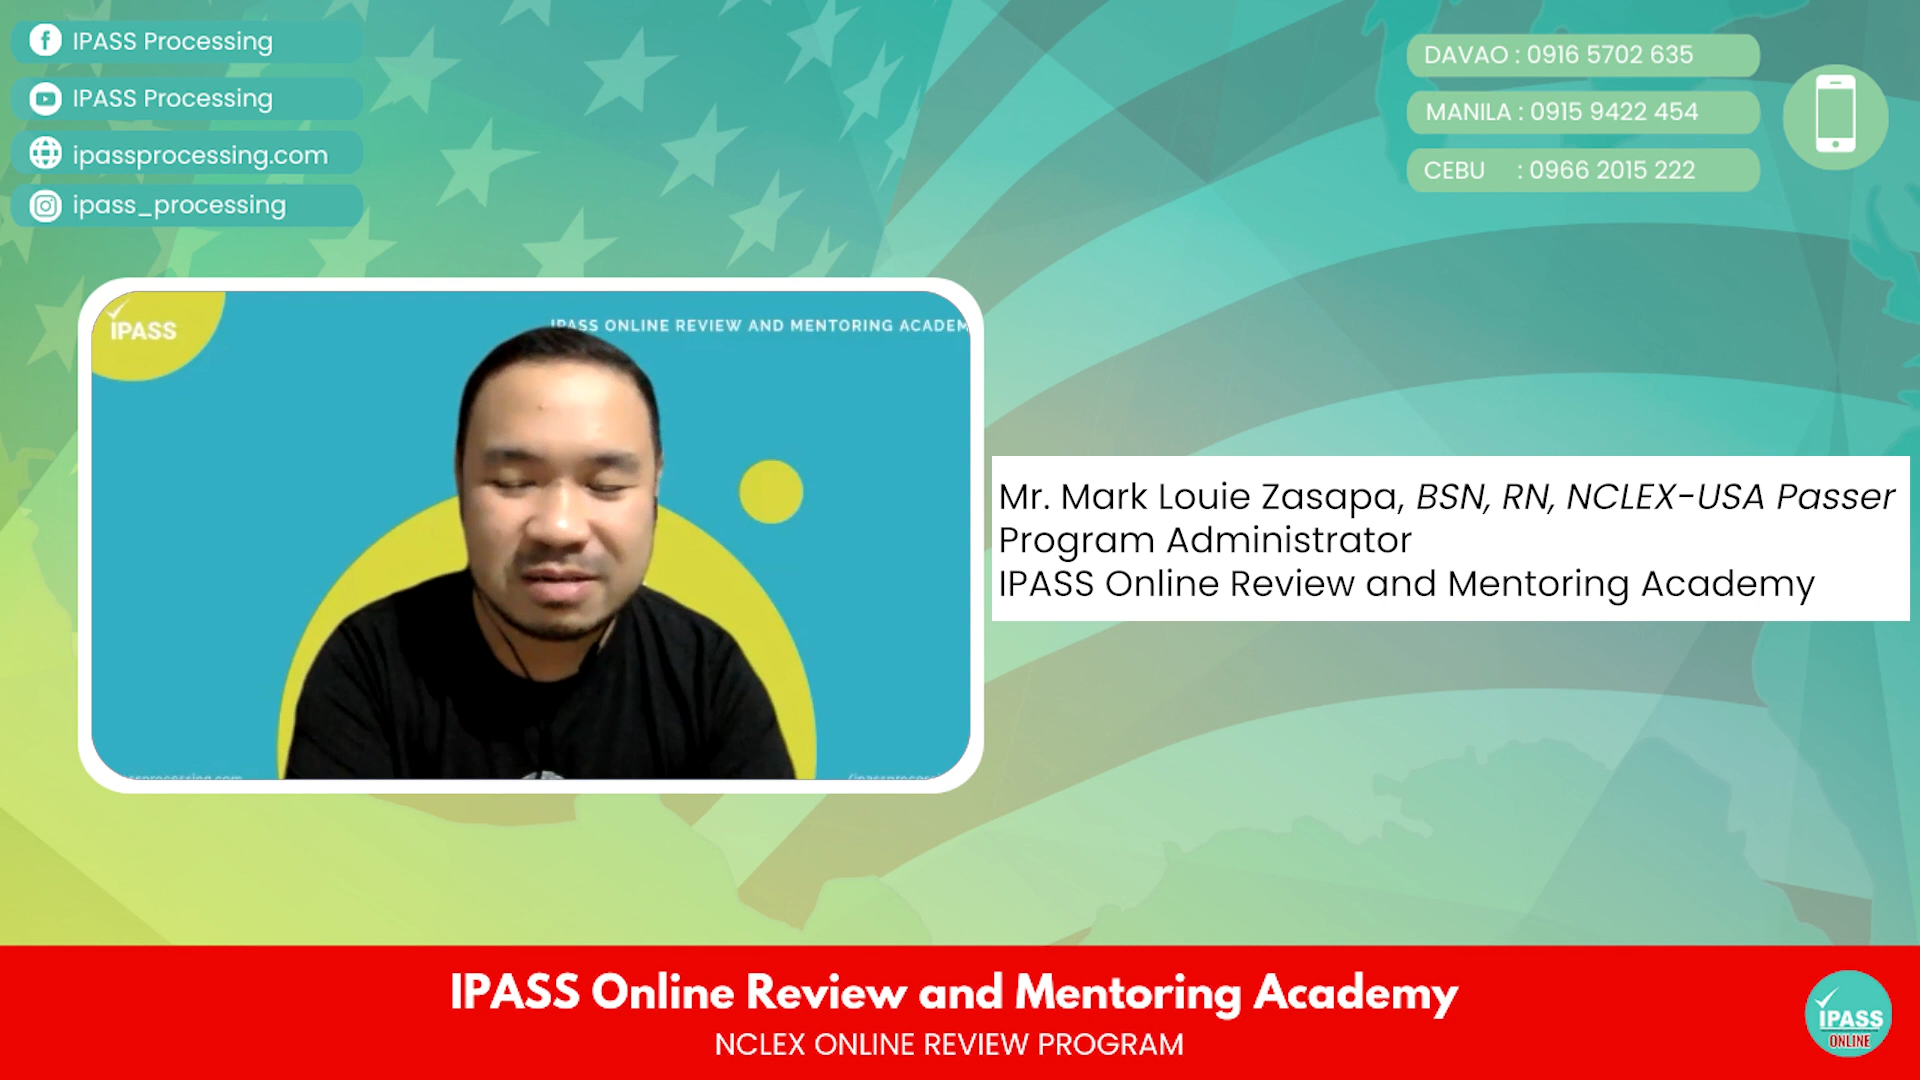 IPASS Processing
IPASS Processing
ipassprocessing.com
ipass_processing
DAVAO : 0916 5702 635
MANILA : 0915 9422 454
CEBU : 0966 2015 222
IPASS
IPASS ONLINE REVIEW AND MENTORING ACADEM
Mr. Mark Louie Zasapa, BSN, RN, NCLEX-USA Passer
Program Administrator
IPASS Online Review and Mentoring Academy
IPASS Online Review and Mentoring Academy
NCLEX ONLINE REVIEW PROGRAM
IPASS
ONLINE